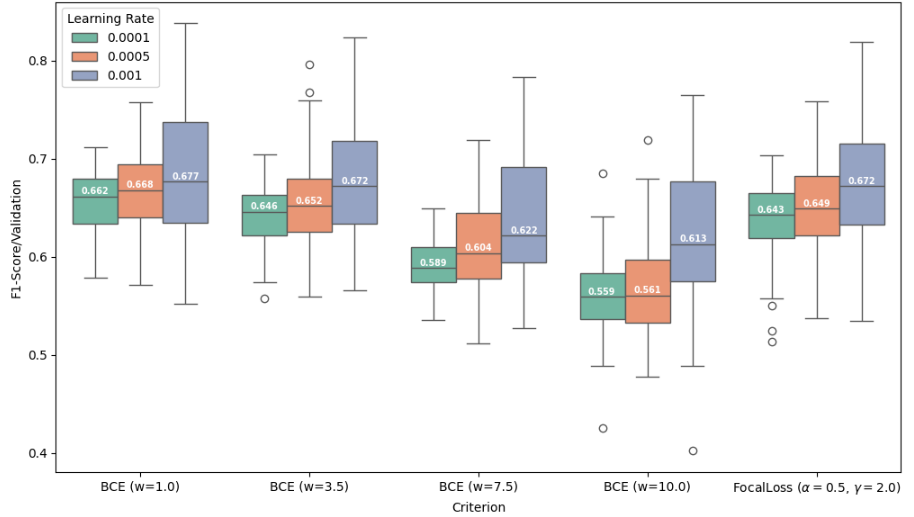 Learning Rate
0.0001
0.0005
0.001
F1-Score/Validation
0.8
0.7
0.6
0.5
0.4
0.662
0.668
0.677
0.646
0.652
0.672
0.589
0.604
0.622
0.559
0.561
0.613
0.643
0.649
0.672
BCE (w=1.0)
BCE (w=3.5)
BCE (w=7.5)
BCE (w=10.0)
FocalLoss (α = 0.5, γ = 2.0)
Criterion